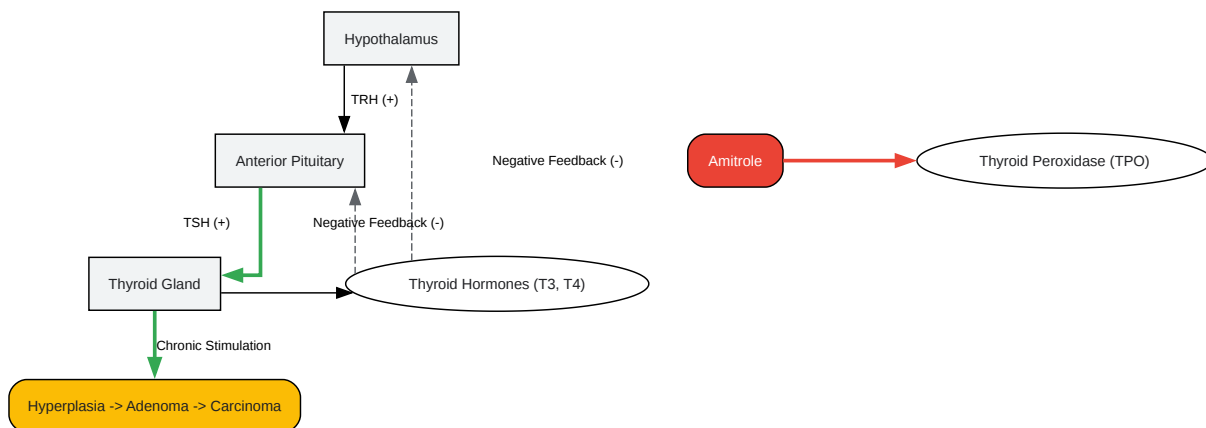 Hypothalamus
TRH (+)
Anterior Pituitary
Negative Feedback (-)
Amitrole
Thyroid Peroxidase (TPO)
TSH (+)
Negative Feedback (-)
Thyroid Gland
Thyroid Hormones (T3, T4)
Chronic Stimulation
Hyperplasia -> Adenoma -> Carcinoma